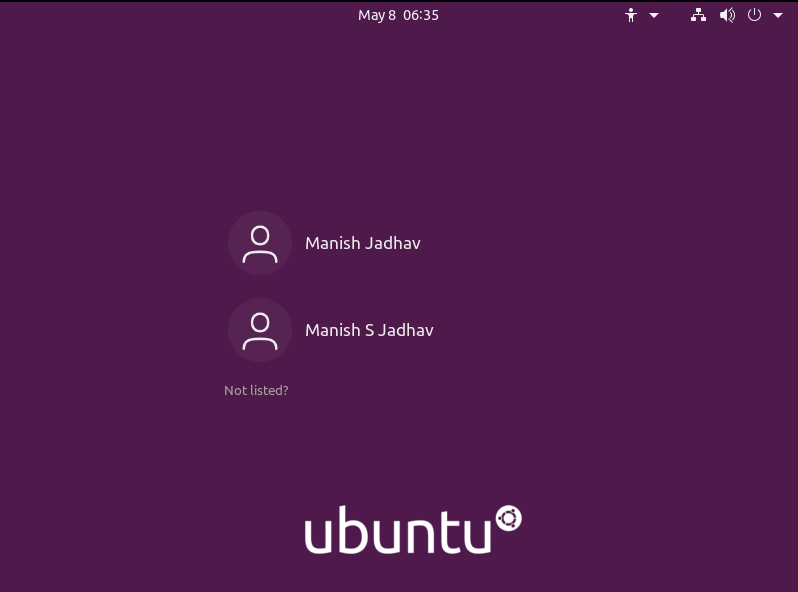 May 8 06:35
Manish Jadhav
Manish S Jadhav
Not listed?
ubuntu